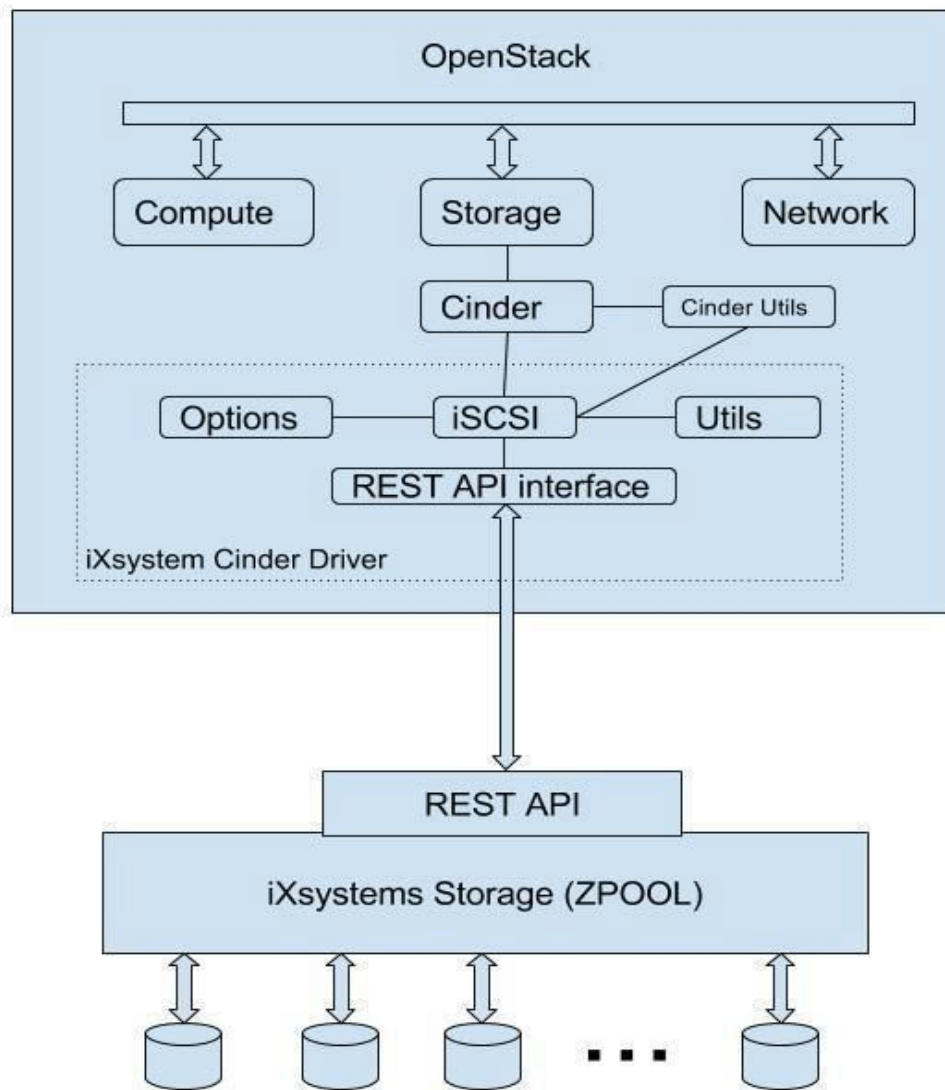 OpenStack
Compute
Storage
Network
Cinder
Cinder Utils
Options
iSCSI
Utils
REST API interface
iXsystem Cinder Driver
REST API
iXsystems Storage (ZPOOL)